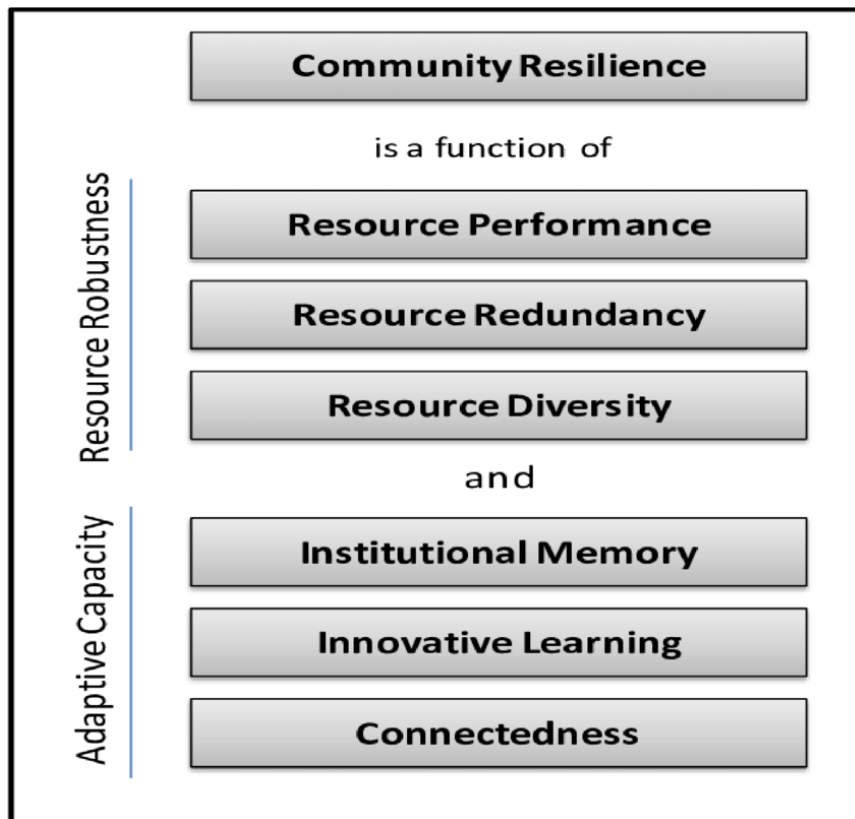 Community Resilience
is a function of
Resource Robustness
Resource Performance
Resource Redundancy
Resource Diversity
and
Adaptive Capacity
Institutional Memory
Innovative Learning
Connectedness